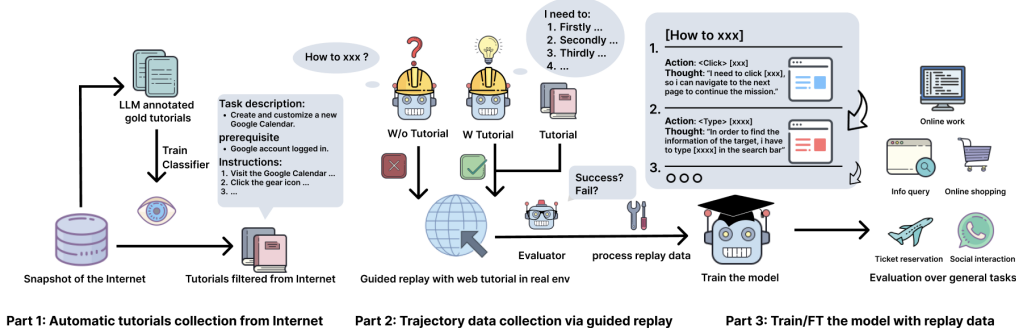 LLM annotated
gold tutorials
Train
Classifier
Snapshot of the Internet
Task description:
• Create and customize a new
Google Calendar.
prerequisite
• Google account logged in.
Instructions:
1. Visit the Google Calendar ...
2. Click the gear icon ...
3. ...
Tutorials filtered from Internet
Part 1: Automatic tutorials collection from Internet
How to xxx ?
?
I need to:
1. Firstly ...
2. Secondly ...
3. Thirdly ...
4. ...
W/o Tutorial
W Tutorial
Tutorial
Success?
Fail?
Evaluator
process replay data
Guided replay with web tutorial in real env
Part 2: Trajectory data collection via guided replay
[How to xxx]
1.
Action: <Click> [xxx]
Thought: "I need to click [xxx],
so i can navigate to the next
page to continue the mission."
2.
Action: <Type> [xxxx]
Thought: "In order to find the
information of the target, i have
to type [xxxx] in the search bar"
3.
Train the model
Online work
Info query
Online shopping
Ticket reservation
Social interaction
Evaluation over general tasks
Part 3: Train/FT the model with replay data